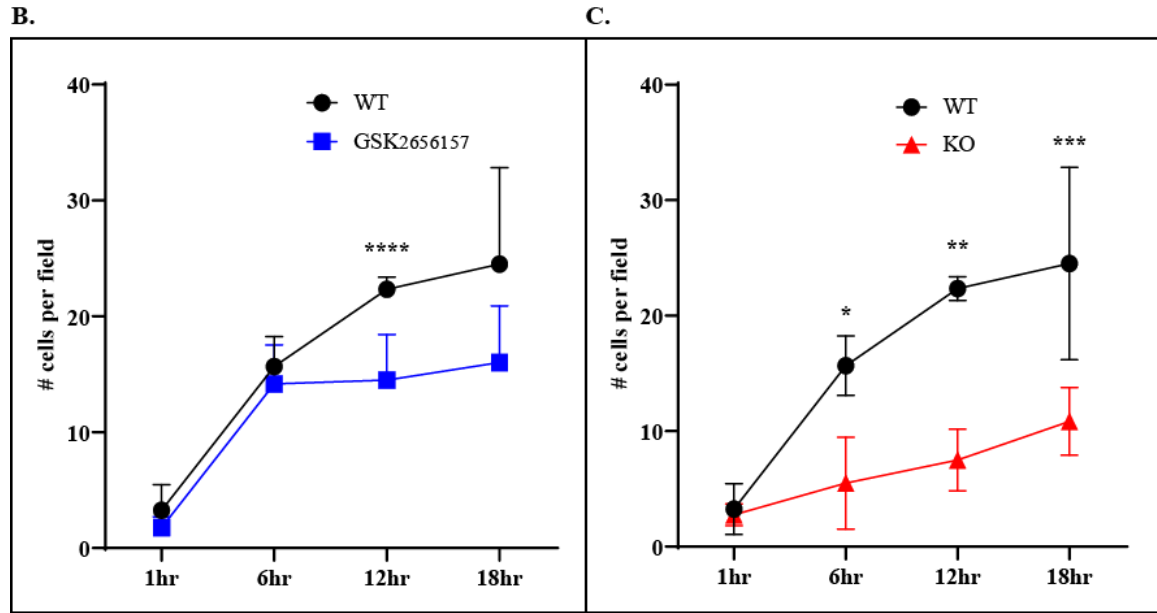 B.
40
30
20
10
0
# cells per field
WT
GSK2656157
****
1hr 6hr 12hr 18hr
C.
40
30
20
10
0
# cells per field
WT
KO
*
**
***
1hr 6hr 12hr 18hr